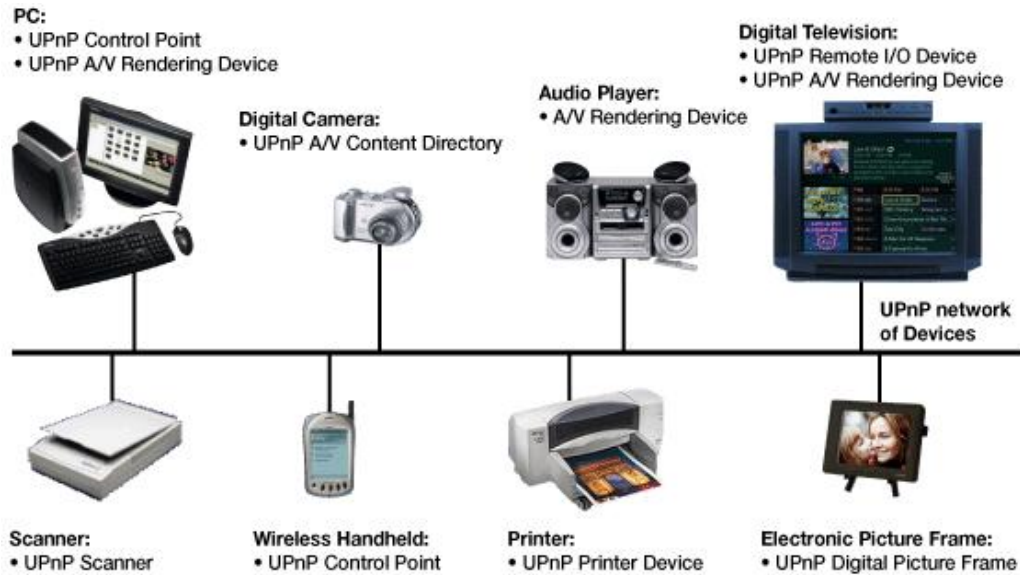 PC:
• UPnP Control Point
• UPnP A/V Rendering Device
Digital Camera:
• UPnP A/V Content Directory
Audio Player:
• A/V Rendering Device
Digital Television:
• UPnP Remote I/O Device
• UPnP A/V Rendering Device
UPnP network
of Devices
Scanner:
• UPnP Scanner
Wireless Handheld:
• UPnP Control Point
Printer:
• UPnP Printer Device
Electronic Picture Frame:
• UPnP Digital Picture Frame